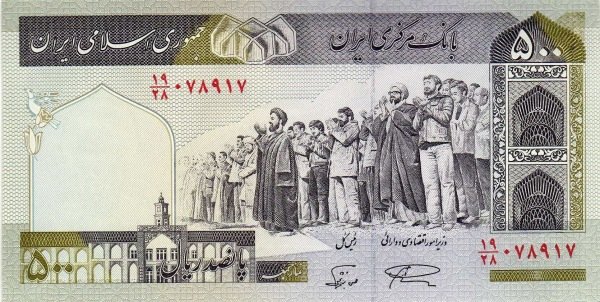 بانک مرکزی ایران
جمهوری اسلامی ایران
۵۰۰
۱۹/۲۸ ۰۷۸۹۱۷
وزیر امور اقتصادی و دارائی
رئیس کل
۱۹/۲۸ ۰۷۸۹۱۷
پانصد ریال
۵۰۰